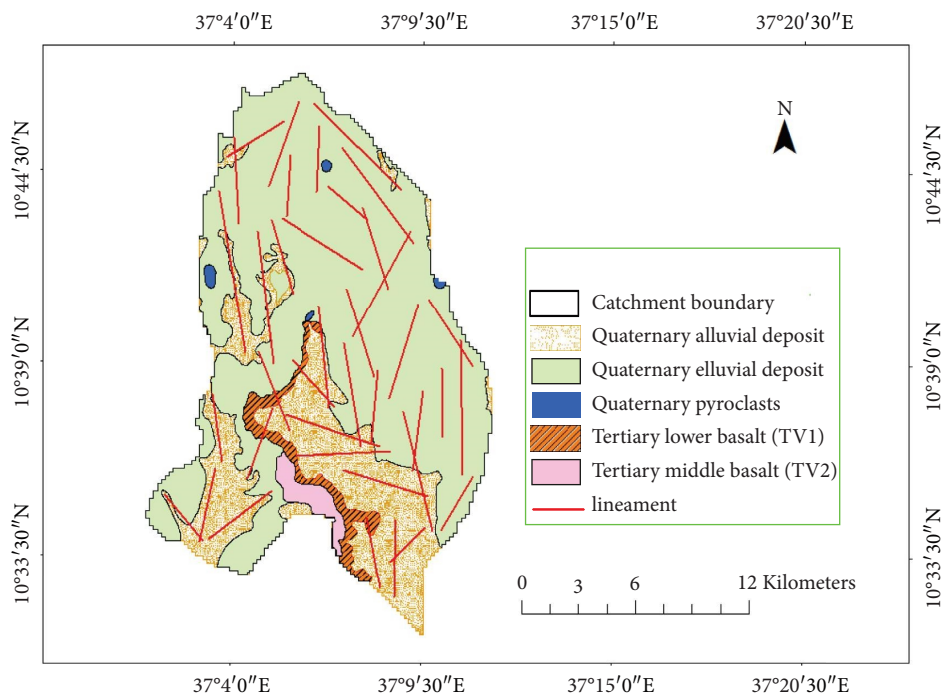 37°4′0″E 37°9′30″E 37°15′0″E 37°20′30″E
N
10°44′30″N 10°44′30″N
Catchment boundary
Quaternary alluvial deposit
10°39′0″N 10°39′0″N
Quaternary elluvial deposit
Quaternary pyroclasts
Tertiary lower basalt (TV1)
Tertiary middle basalt (TV2)
lineament
10°33′30″N 10°33′30″N
0 3 6 12 Kilometers
37°4′0″E 37°9′30″E 37°15′0″E 37°20′30″E